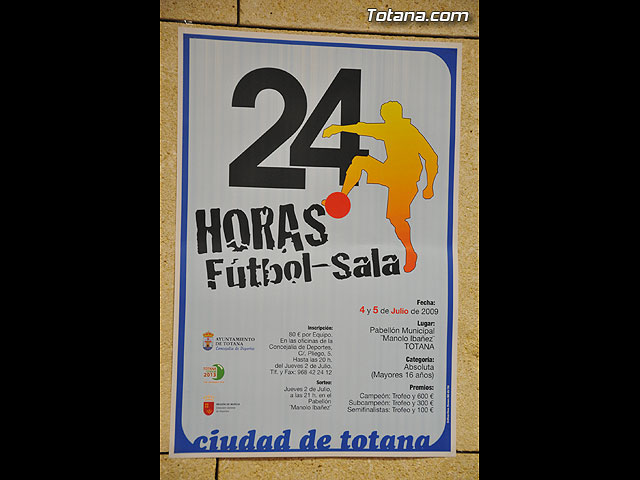 Totana.com
24
HORAS
Fútbol-Sala
Fecha:
4 y 5 de Julio de 2009
Lugar:
Pabellón Municipal
"Manolo Ibañez"
TOTANA
Categoría:
Absoluta
(Mayores 16 años)
Premios:
Campeón: Trofeo y 600 €
Subcampeón: Trofeo y 300 €
Semifinalistas: Trofeo y 100 €
Inscripción:
80 € por Equipo.
En las oficinas de la
Concejalía de Deportes,
C/. Pliego, 5.
Hasta las 20 h.
del Jueves 2 de Julio.
Tlf. y Fax: 968 42 24 12
Sorteo:
Jueves 2 de Julio,
a las 21 h. en el
Pabellón
"Manolo Ibañez"
AYUNTAMIENTO
DE TOTANA
Concejalía de Deportes
2013
ciudad de totana